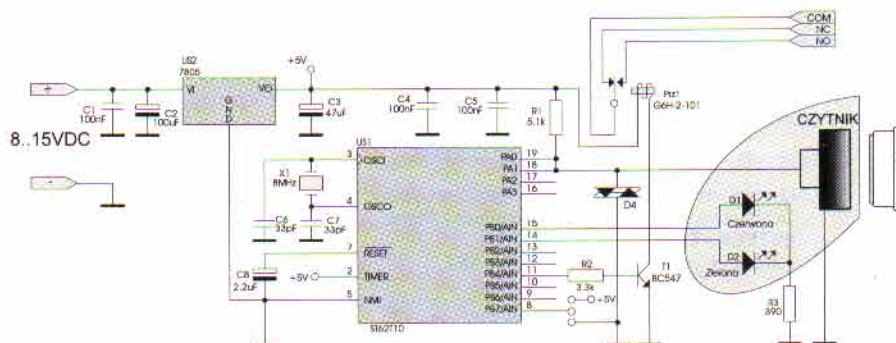 COM
NC
NO
US2
7805
+5V
VI
VO
GND
C1
100nF
C2
100uF
C3
47uF
C4
100nF
C5
100nF
R1
5.1k
Prz1
G6H-2-101
CZYTNIK
8..15VDC
US1
X1
8MHz
C6
33pF
C7
33pF
C8
2.2uF
+5V
3
OSCI
4
OSCO
7
RESET
2
TIMER
5
NMI
ST62T10
PA0
19
PA1
18
PA2
17
PA3
16
PB0/AIN
15
PB1/AIN
14
PB2/AIN
13
PB3/AIN
12
PB4/AIN
11
PB5/AIN
10
PB6/AIN
9
PB7/AIN
8
+5V
D4
R2
3.3k
T1
BC547
D1
Czerwona
D2
Zielona
R3
390